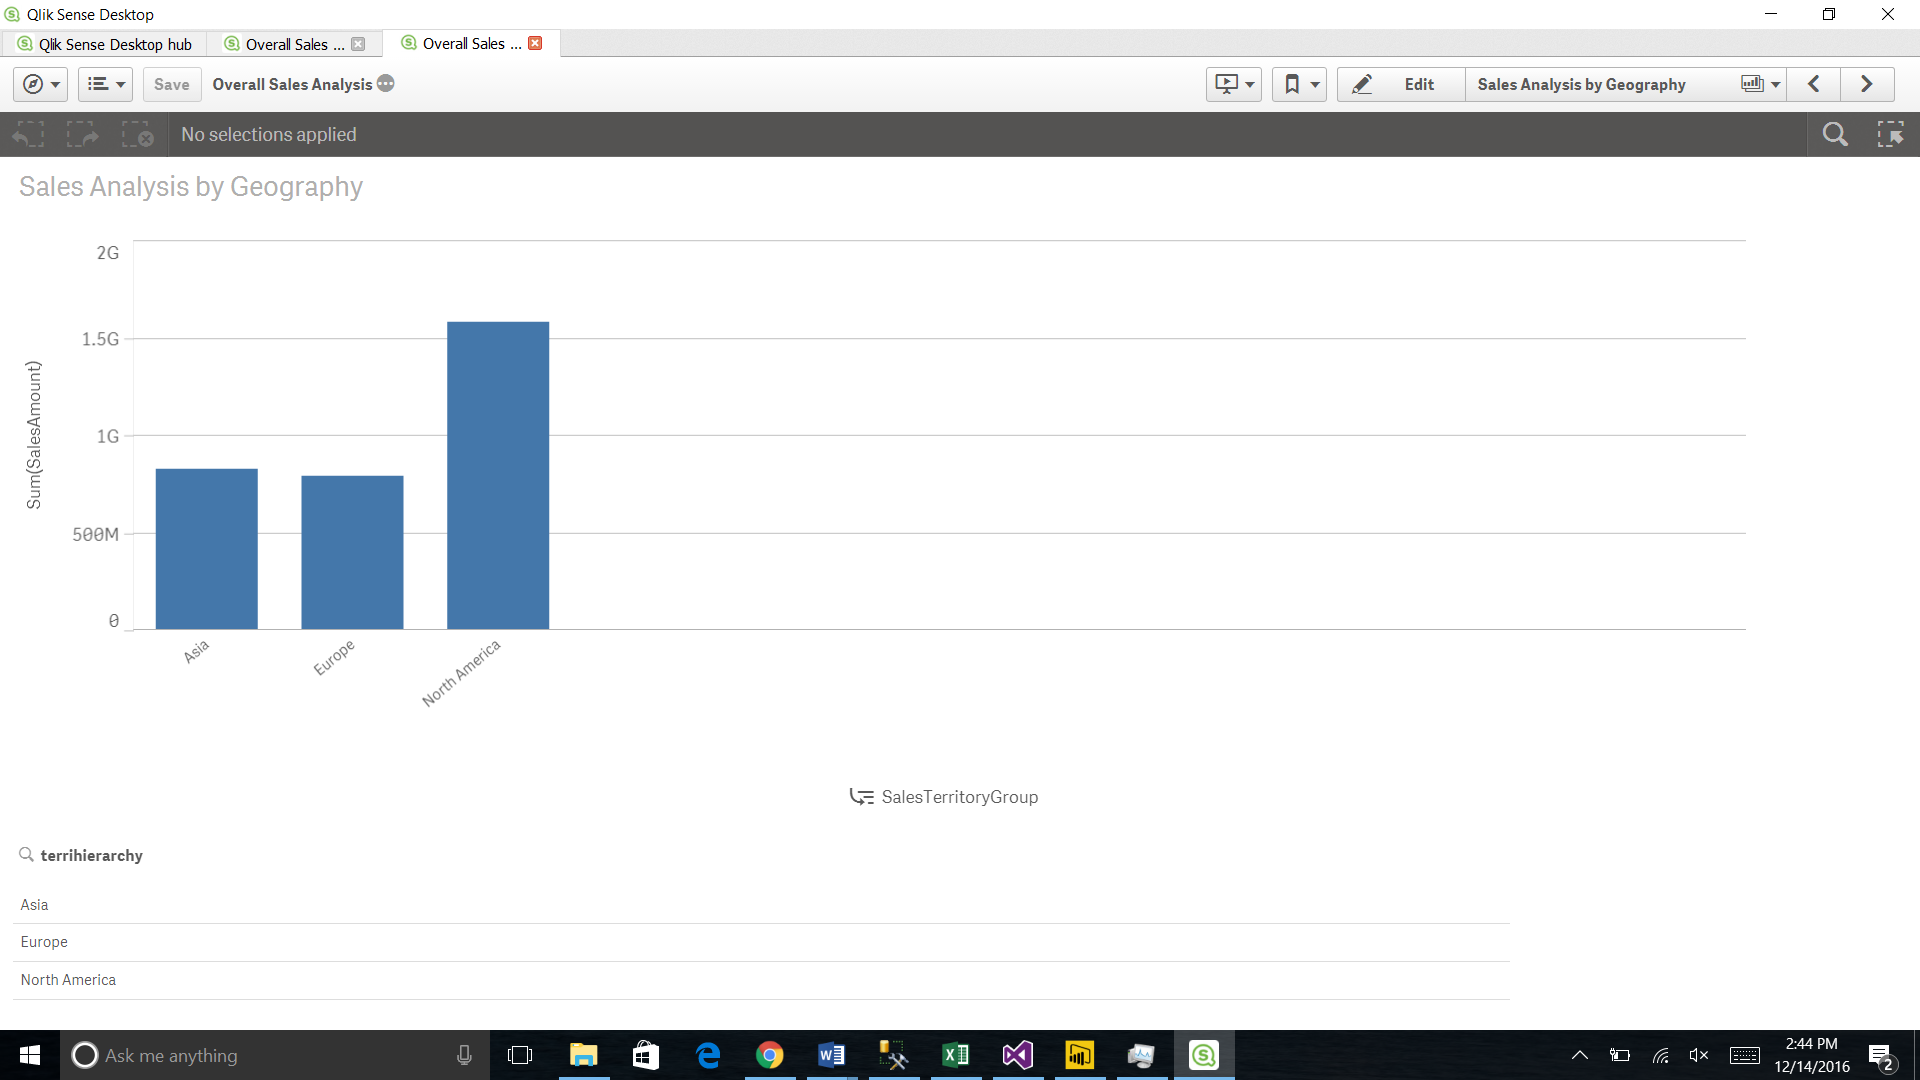 Qlik Sense Desktop
Qlik Sense Desktop hub
Overall Sales ...
Overall Sales ...
Save
Overall Sales Analysis
Edit
Sales Analysis by Geography
No selections applied
Sales Analysis by Geography
2G
1.5G
1G
500M
0
Sum(SalesAmount)
Asia
Europe
North America
SalesTerritoryGroup
terrihierarchy
Asia
Europe
North America
Ask me anything
2:44 PM
12/14/2016
2